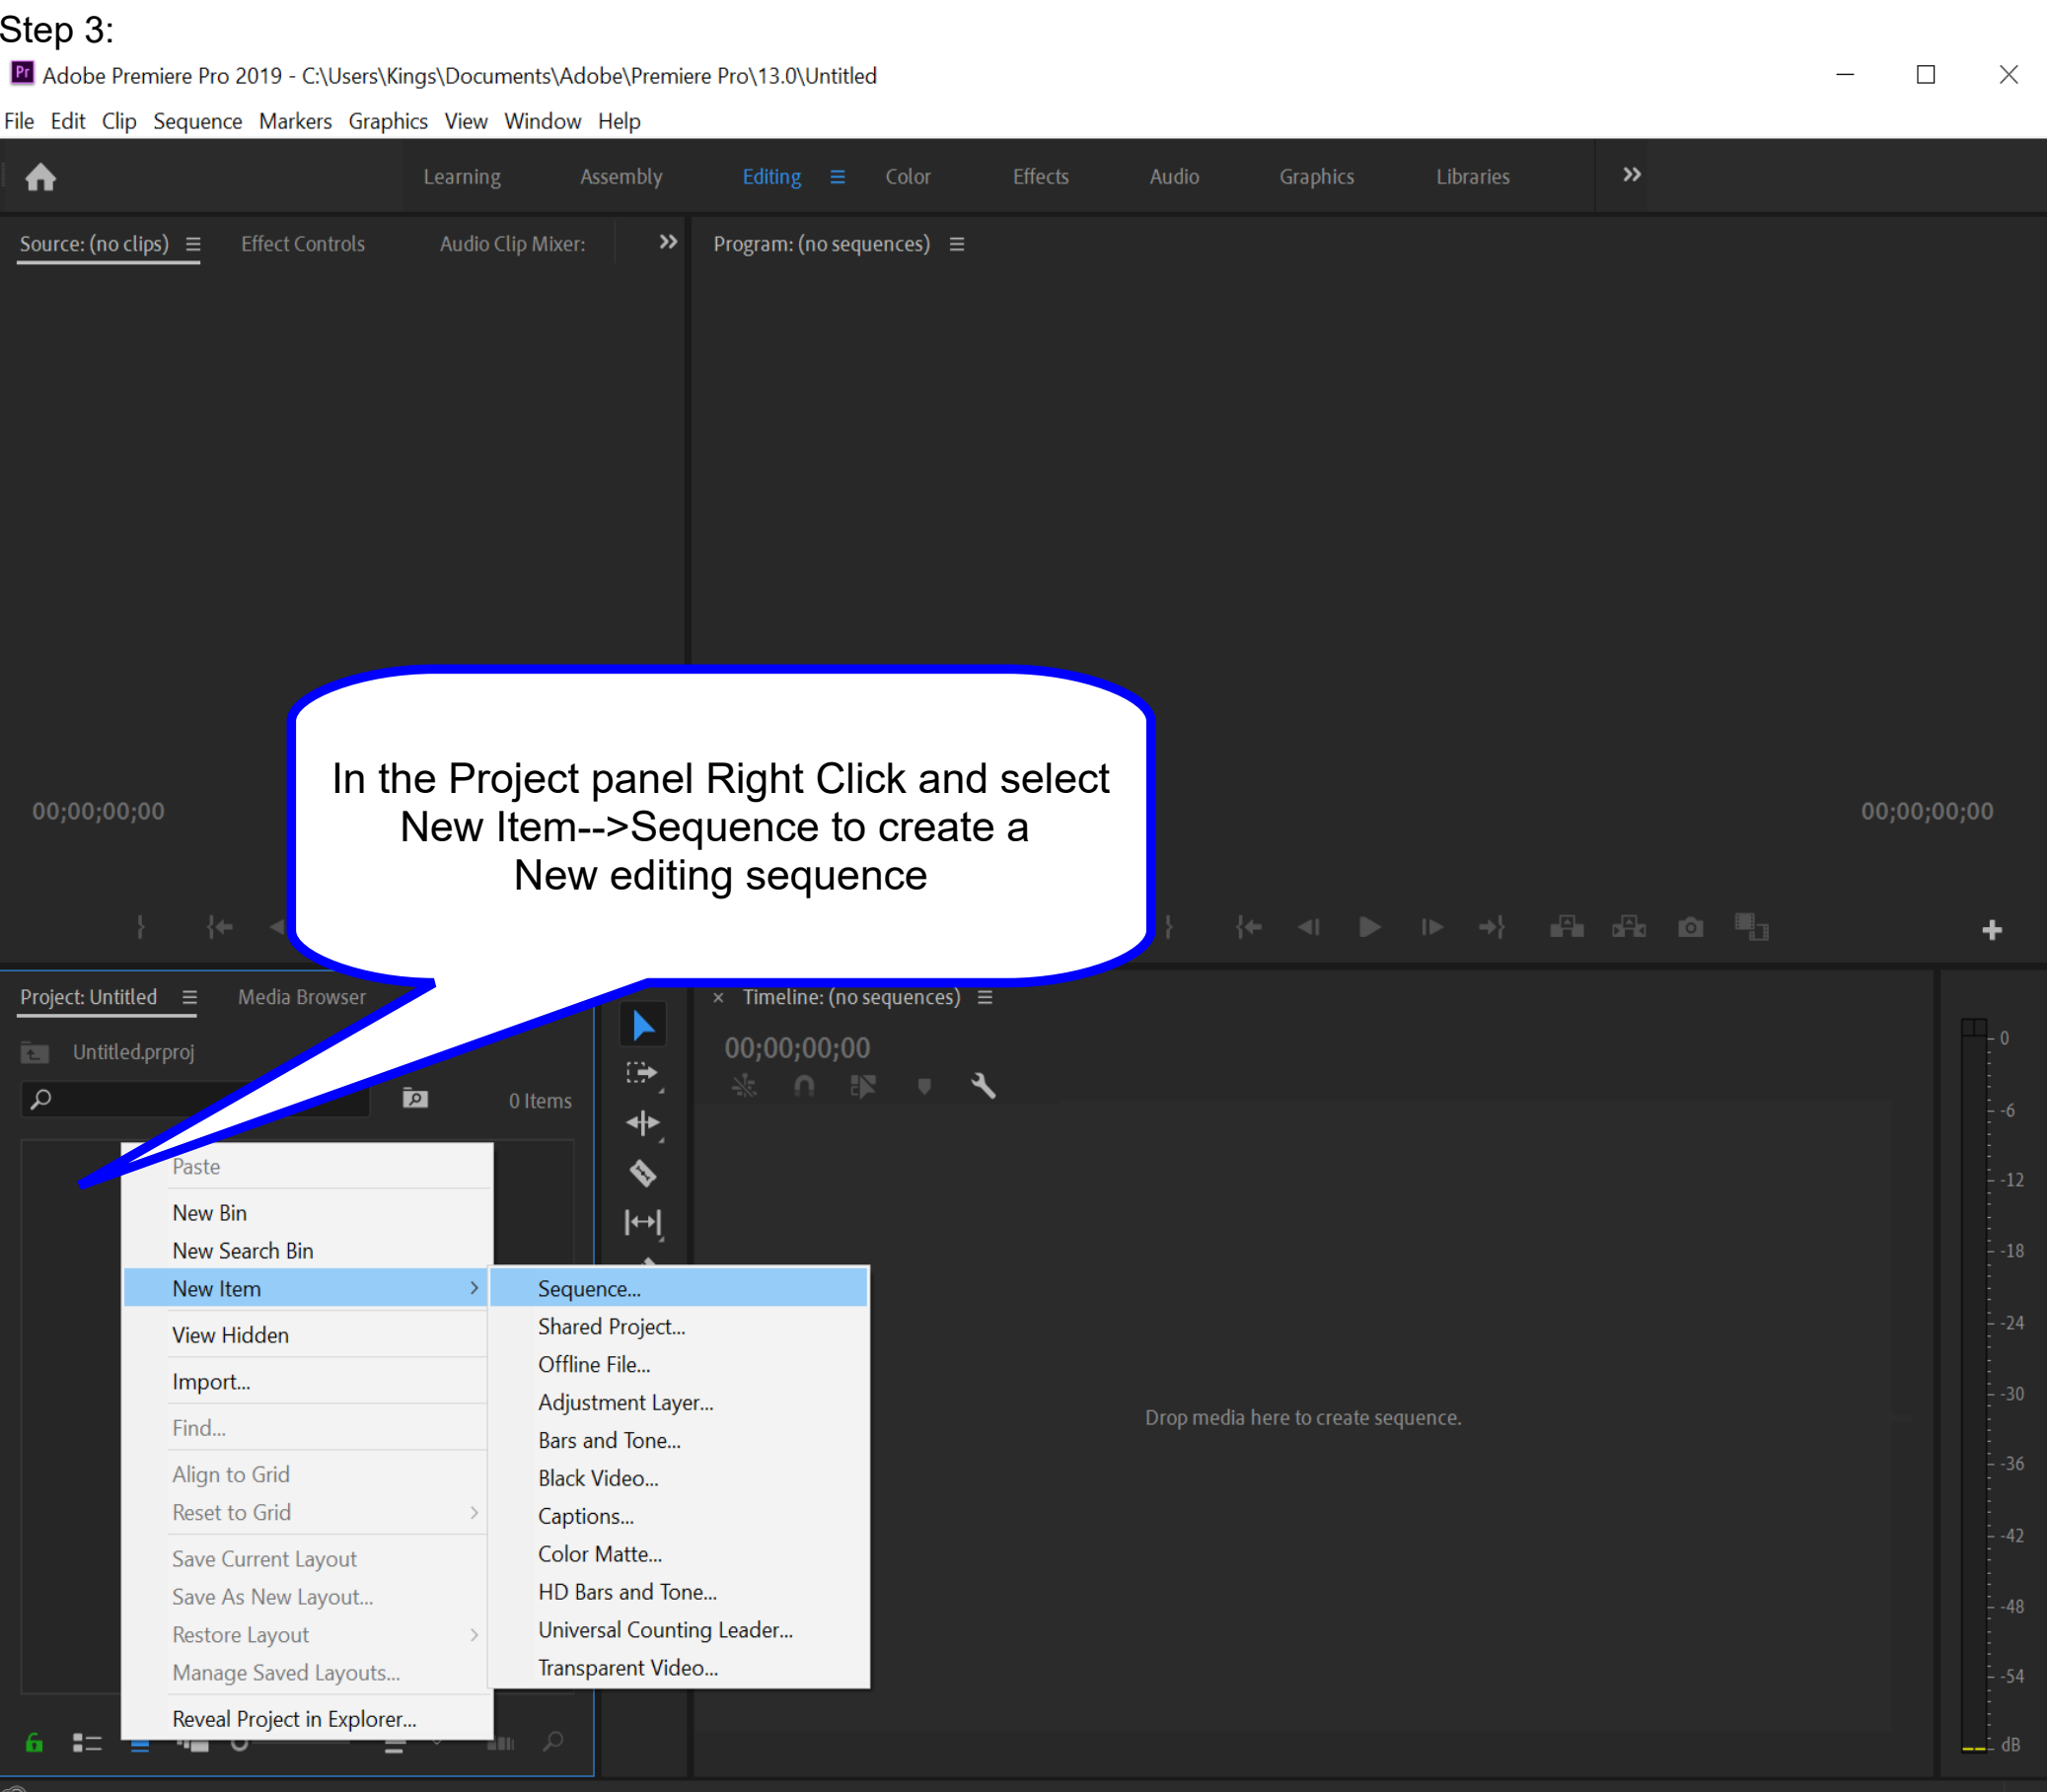 Step 3:
Pr Adobe Premiere Pro 2019 - C:\Users\Kings\Documents\Adobe\Premiere Pro\13.0\Untitled
File Edit Clip Sequence Markers Graphics View Window Help
Learning Assembly Editing Color Effects Audio Graphics Libraries
Source: (no clips) Effect Controls Audio Clip Mixer:
Program: (no sequences)
In the Project panel Right Click and select
New Item-->Sequence to create a
New editing sequence
00;00;00;00
00;00;00;00
Project: Untitled Media Browser
Untitled.prproj
0 Items
Paste
New Bin
New Search Bin
New Item
View Hidden
Import...
Find...
Align to Grid
Reset to Grid
Save Current Layout
Save As New Layout...
Restore Layout
Manage Saved Layouts...
Reveal Project in Explorer...
Sequence...
Shared Project...
Offline File...
Adjustment Layer...
Bars and Tone...
Black Video...
Captions...
Color Matte...
HD Bars and Tone...
Universal Counting Leader...
Transparent Video...
× Timeline: (no sequences)
00;00;00;00
Drop media here to create sequence.
0
-6
-12
-18
-24
-30
-36
-42
-48
-54
dB